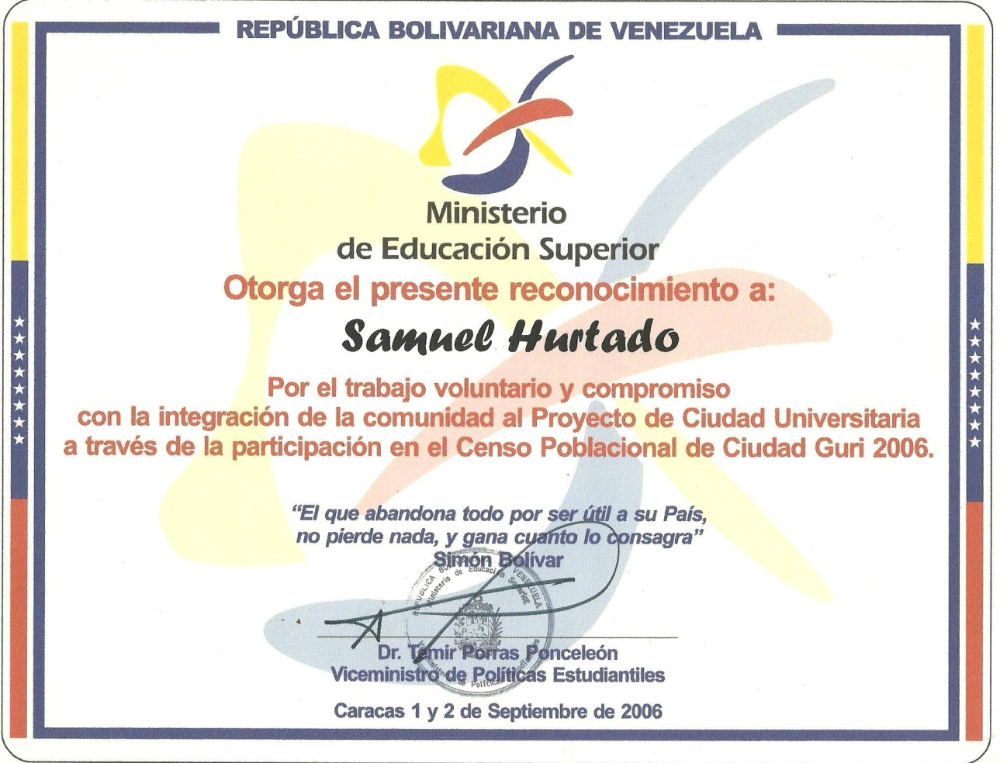 REPÚBLICA BOLIVARIANA DE VENEZUELA
Ministerio
de Educación Superior
Otorga el presente reconocimiento a:
Samuel Hurtado
Por el trabajo voluntario y compromiso
con la integración de la comunidad al Proyecto de Ciudad Universitaria
a través de la participación en el Censo Poblacional de Ciudad Guri 2006.
“El que abandona todo por ser útil a su País,
no pierde nada, y gana cuanto lo consagra”
Simón Bolívar
REPÚBLICA VENEZUELA
Ministerio de Educación Superior
de Políticas
Dr. Temir Porras Ponceleón
Viceministro de Políticas Estudiantiles
Caracas 1 y 2 de Septiembre de 2006